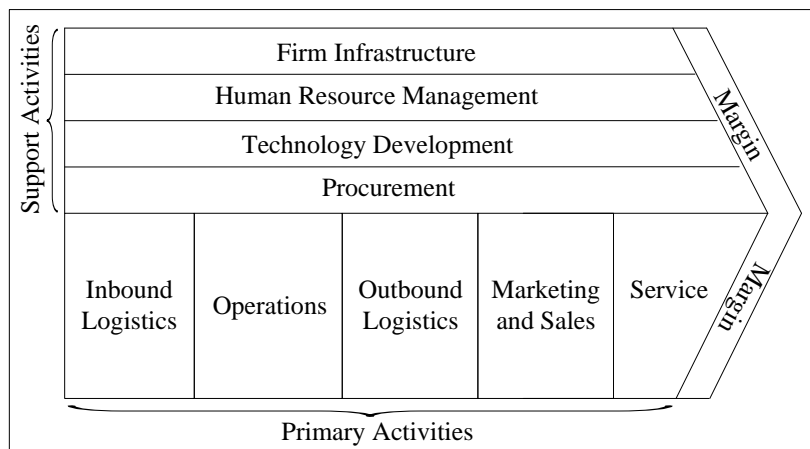 Support Activities
Firm Infrastructure
Human Resource Management
Technology Development
Procurement
Margin
Inbound
Logistics
Operations
Outbound
Logistics
Marketing
and Sales
Service
Margin
Primary Activities